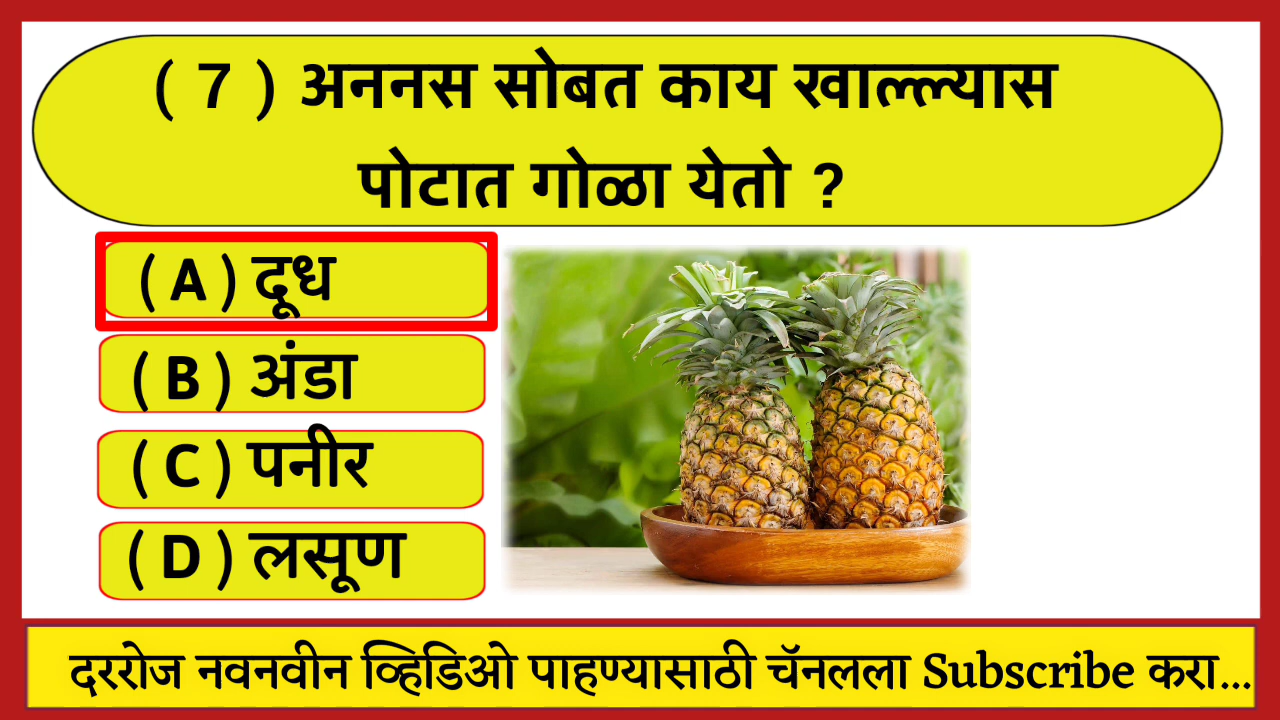 ( 7 ) अननस सोबत काय खाल्ल्यास
पोटात गोळा येतो ?
( A ) दूध
( B ) अंडा
( C ) पनीर
( D ) लसूण
दररोज नवनवीन व्हिडिओ पाहण्यासाठी चॅनलला Subscribe करा...